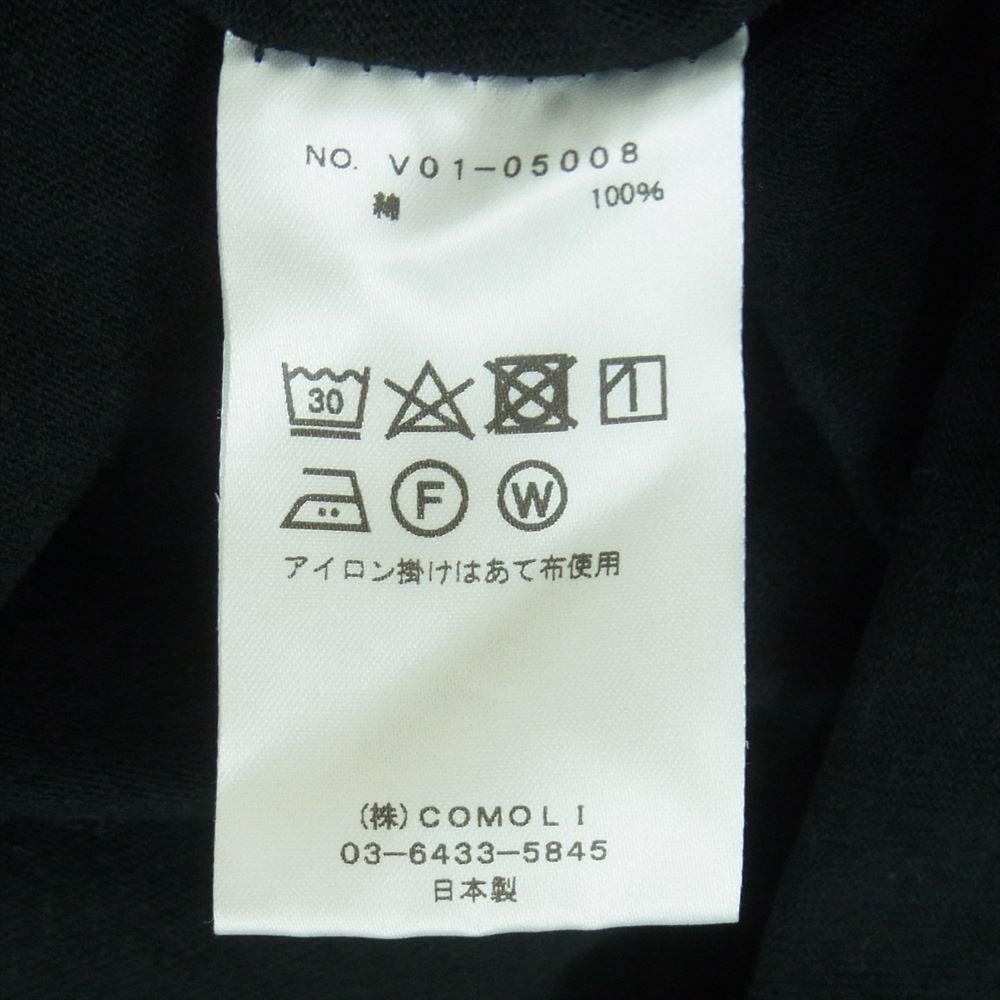 NO. V01-05008
綿 100%
30
F W
アイロン掛けはあて布使用
(株)COMOLI
03-6433-5845
日本製